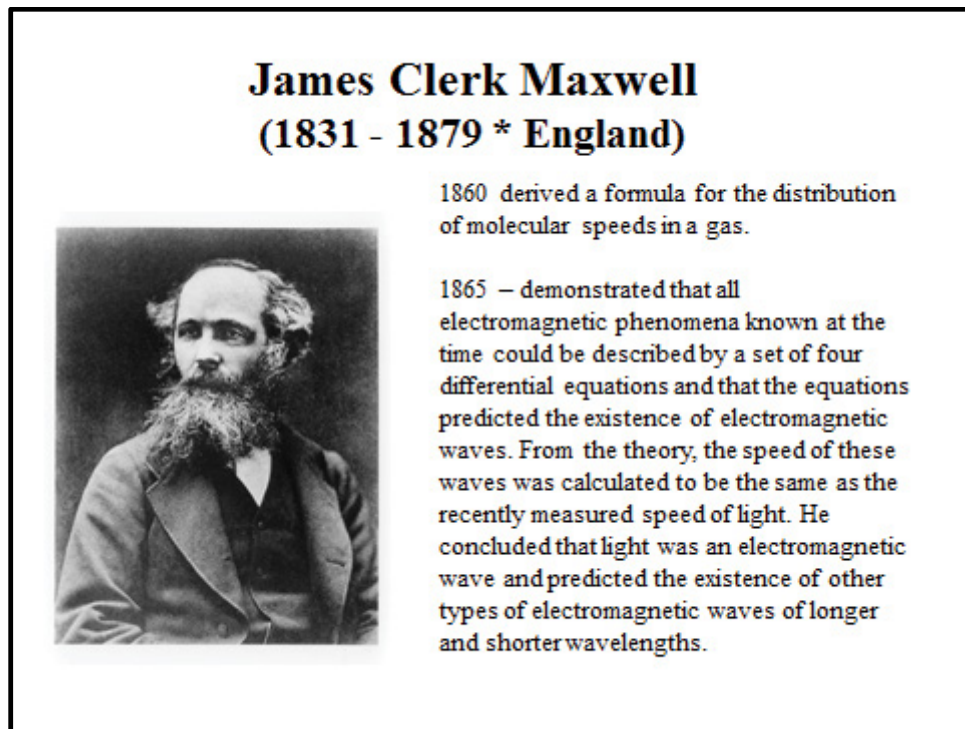 James Clerk Maxwell
(1831 - 1879 * England)
1860 derived a formula for the distribution
of molecular speeds in a gas.
1865 – demonstrated that all
electromagnetic phenomena known at the
time could be described by a set of four
differential equations and that the equations
predicted the existence of electromagnetic
waves. From the theory, the speed of these
waves was calculated to be the same as the
recently measured speed of light. He
concluded that light was an electromagnetic
wave and predicted the existence of other
types of electromagnetic waves of longer
and shorter wavelengths.